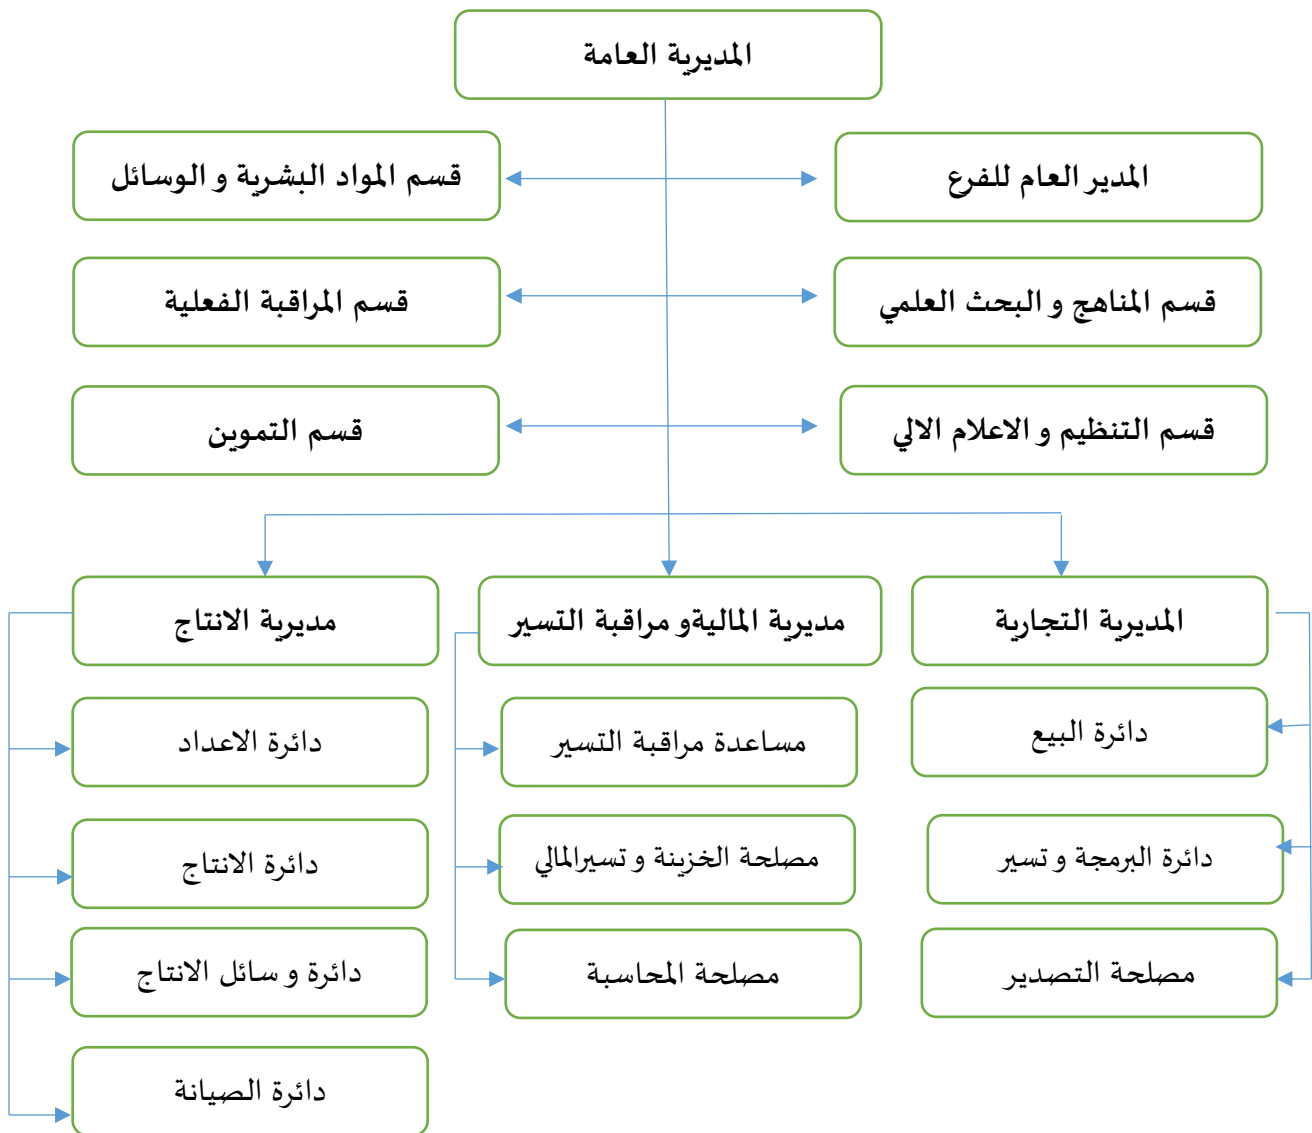 المديرية العامة
المدير العام للفرع
قسم المواد البشرية و الوسائل
قسم المناهج و البحث العلمي
قسم المراقبة الفعلية
قسم التنظيم و الاعلام الالي
قسم التموين
المديرية التجارية
مديرية الماليةو مراقبة التسير
مديرية الانتاج
دائرة البيع
مساعدة مراقبة التسير
دائرة الاعداد
دائرة البرمجة و تسير
مصلحة الخزينة و تسيرالمالي
دائرة الانتاج
مصلحة التصدير
مصلحة المحاسبة
دائرة و سائل الانتاج
دائرة الصيانة